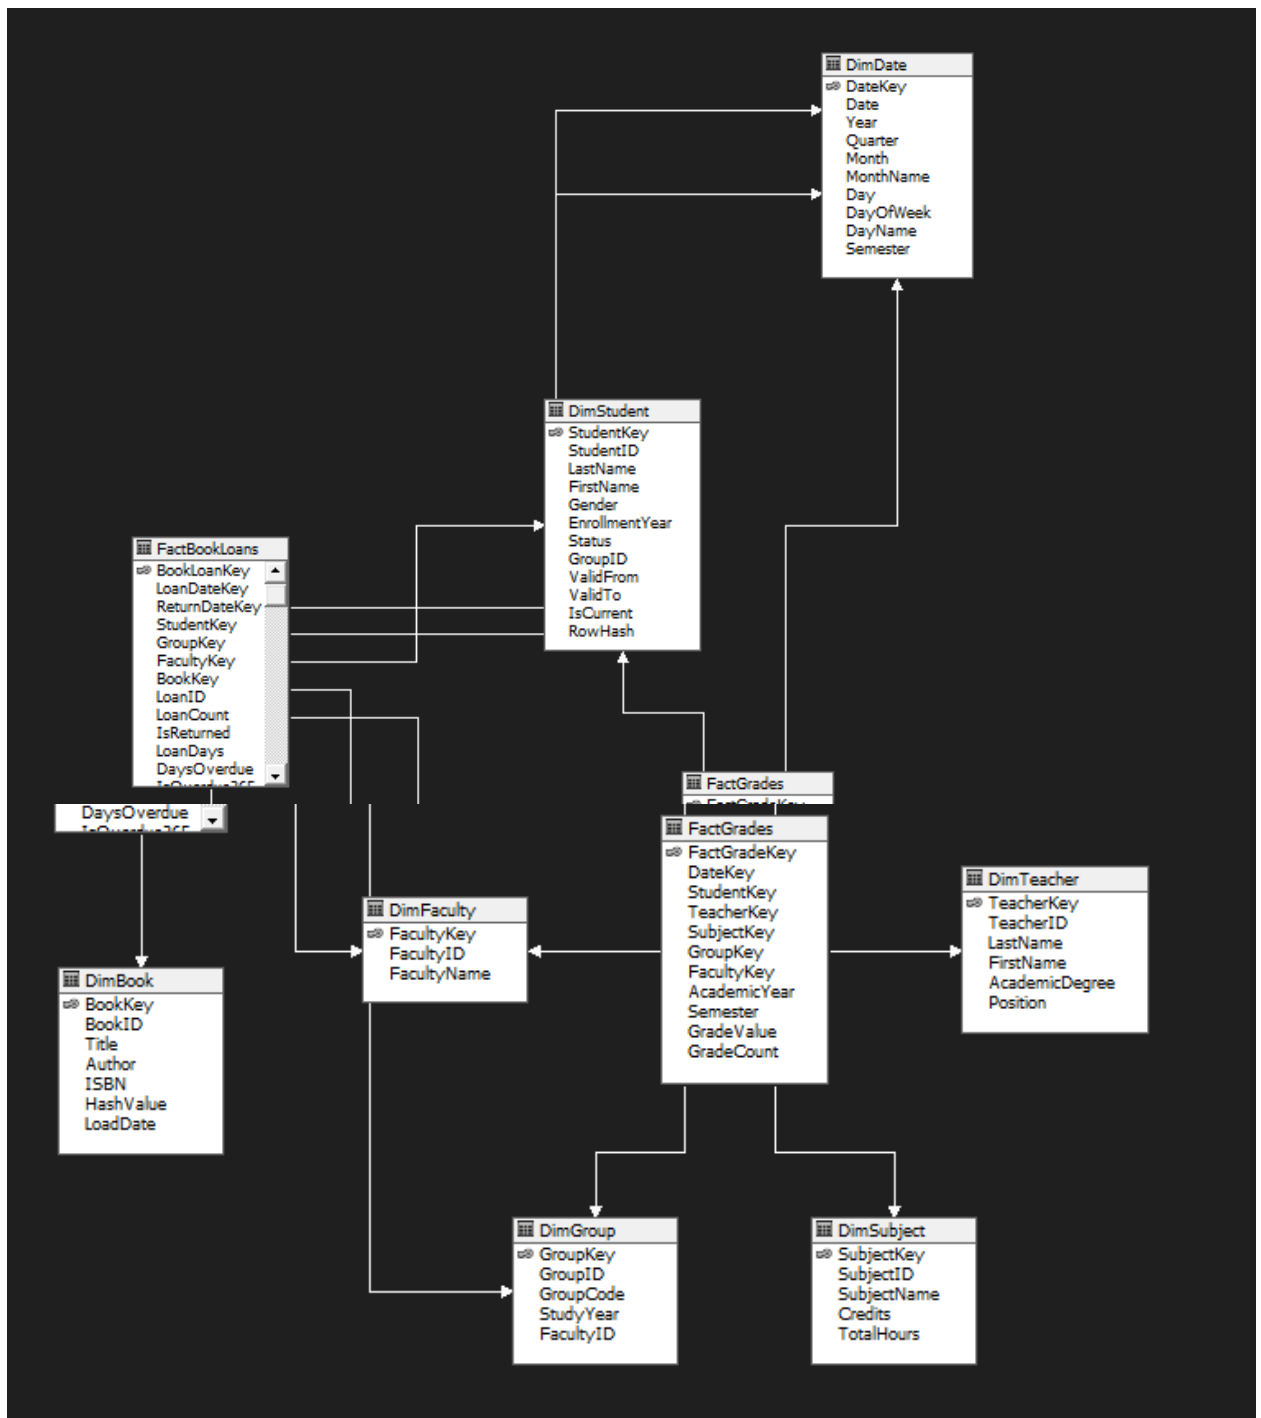 DimDate
DateKey
Date
Year
Quarter
Month
MonthName
Day
DayOfWeek
DayName
Semester
DimStudent
StudentKey
StudentID
LastName
FirstName
Gender
EnrollmentYear
Status
GroupID
ValidFrom
ValidTo
IsCurrent
RowHash
FactBookLoans
BookLoanKey
LoanDateKey
ReturnDateKey
StudentKey
GroupKey
FacultyKey
BookKey
LoanID
LoanCount
IsReturned
LoanDays
DaysOverdue
IsOverdue365
DaysOverdue
IsOverdue365
FactGrades
FactGradeKey
FactGrades
FactGradeKey
DateKey
StudentKey
TeacherKey
SubjectKey
GroupKey
FacultyKey
AcademicYear
Semester
GradeValue
GradeCount
DimTeacher
TeacherKey
TeacherID
LastName
FirstName
AcademicDegree
Position
DimFaculty
FacultyKey
FacultyID
FacultyName
DimBook
BookKey
BookID
Title
Author
ISBN
HashValue
LoadDate
DimGroup
GroupKey
GroupID
GroupCode
StudyYear
FacultyID
DimSubject
SubjectKey
SubjectID
SubjectName
Credits
TotalHours